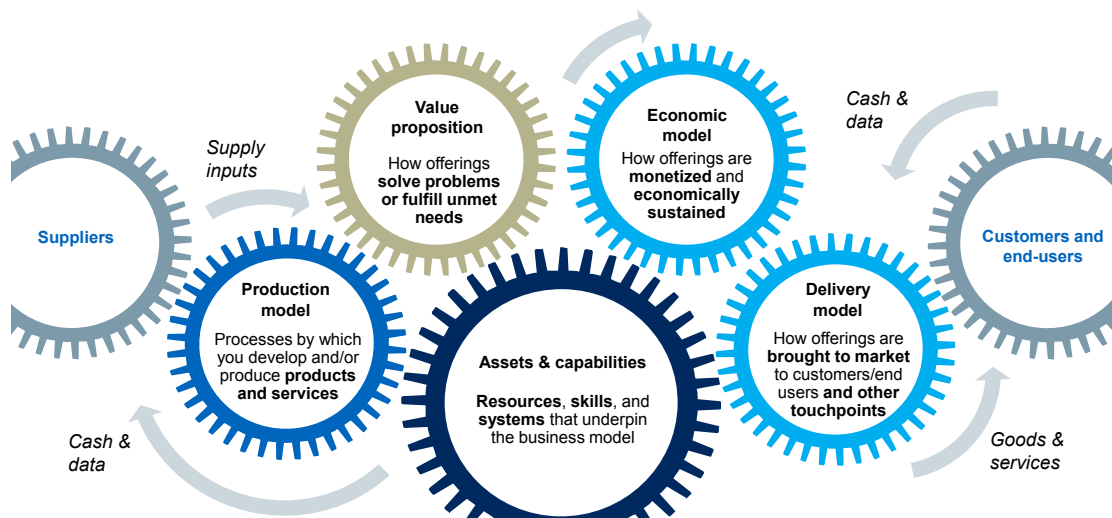 Suppliers
Supply
inputs
Cash &
data
Production
model
Processes by which
you develop and/or
produce products
and services
Value
proposition
How offerings
solve problems
or fulfill unmet
needs
Assets & capabilities
Resources, skills, and
systems that underpin
the business model
Economic
model
How offerings are
monetized and
economically
sustained
Delivery
model
How offerings are
brought to market
to customers/end
users and other
touchpoints
Cash &
data
Customers and
end-users
Goods &
services